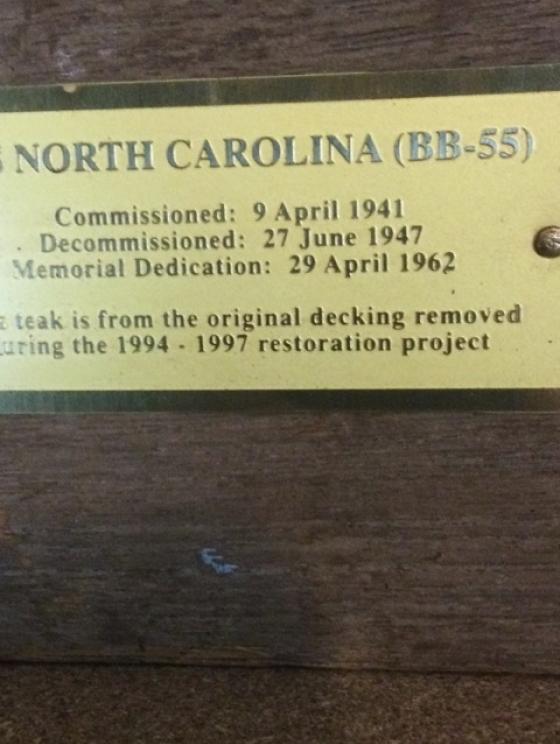 S NORTH CAROLINA (BB-55)
Commissioned: 9 April 1941
Decommissioned: 27 June 1947
Memorial Dedication: 29 April 1962
teak is from the original decking removed
uring the 1994 - 1997 restoration project